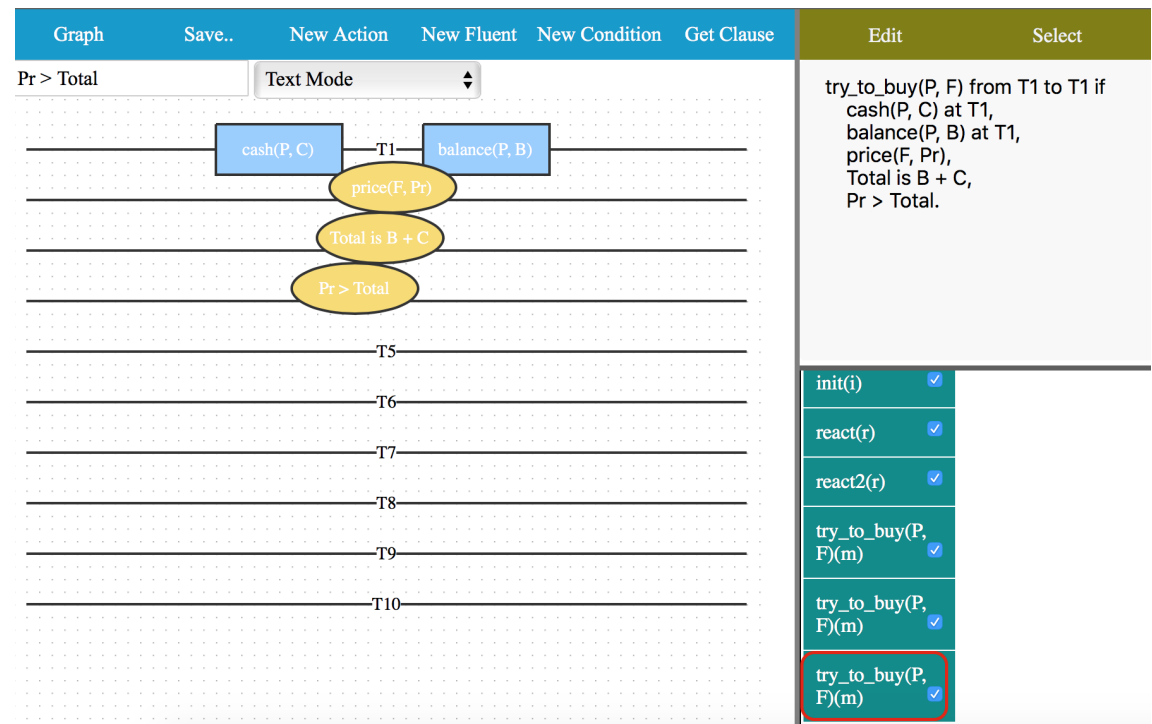 Graph Save.. New Action New Fluent New Condition Get Clause Edit Select
Pr > Total Text Mode
cash(P, C) T1 balance(P, B)
price(F, Pr)
Total is B + C
Pr > Total
T5
T6
T7
T8
T9
T10
try_to_buy(P, F) from T1 to T1 if
cash(P, C) at T1,
balance(P, B) at T1,
price(F, Pr),
Total is B + C,
Pr > Total.
init(i)
react(r)
react2(r)
try_to_buy(P,
F)(m)
try_to_buy(P,
F)(m)
try_to_buy(P,
F)(m)